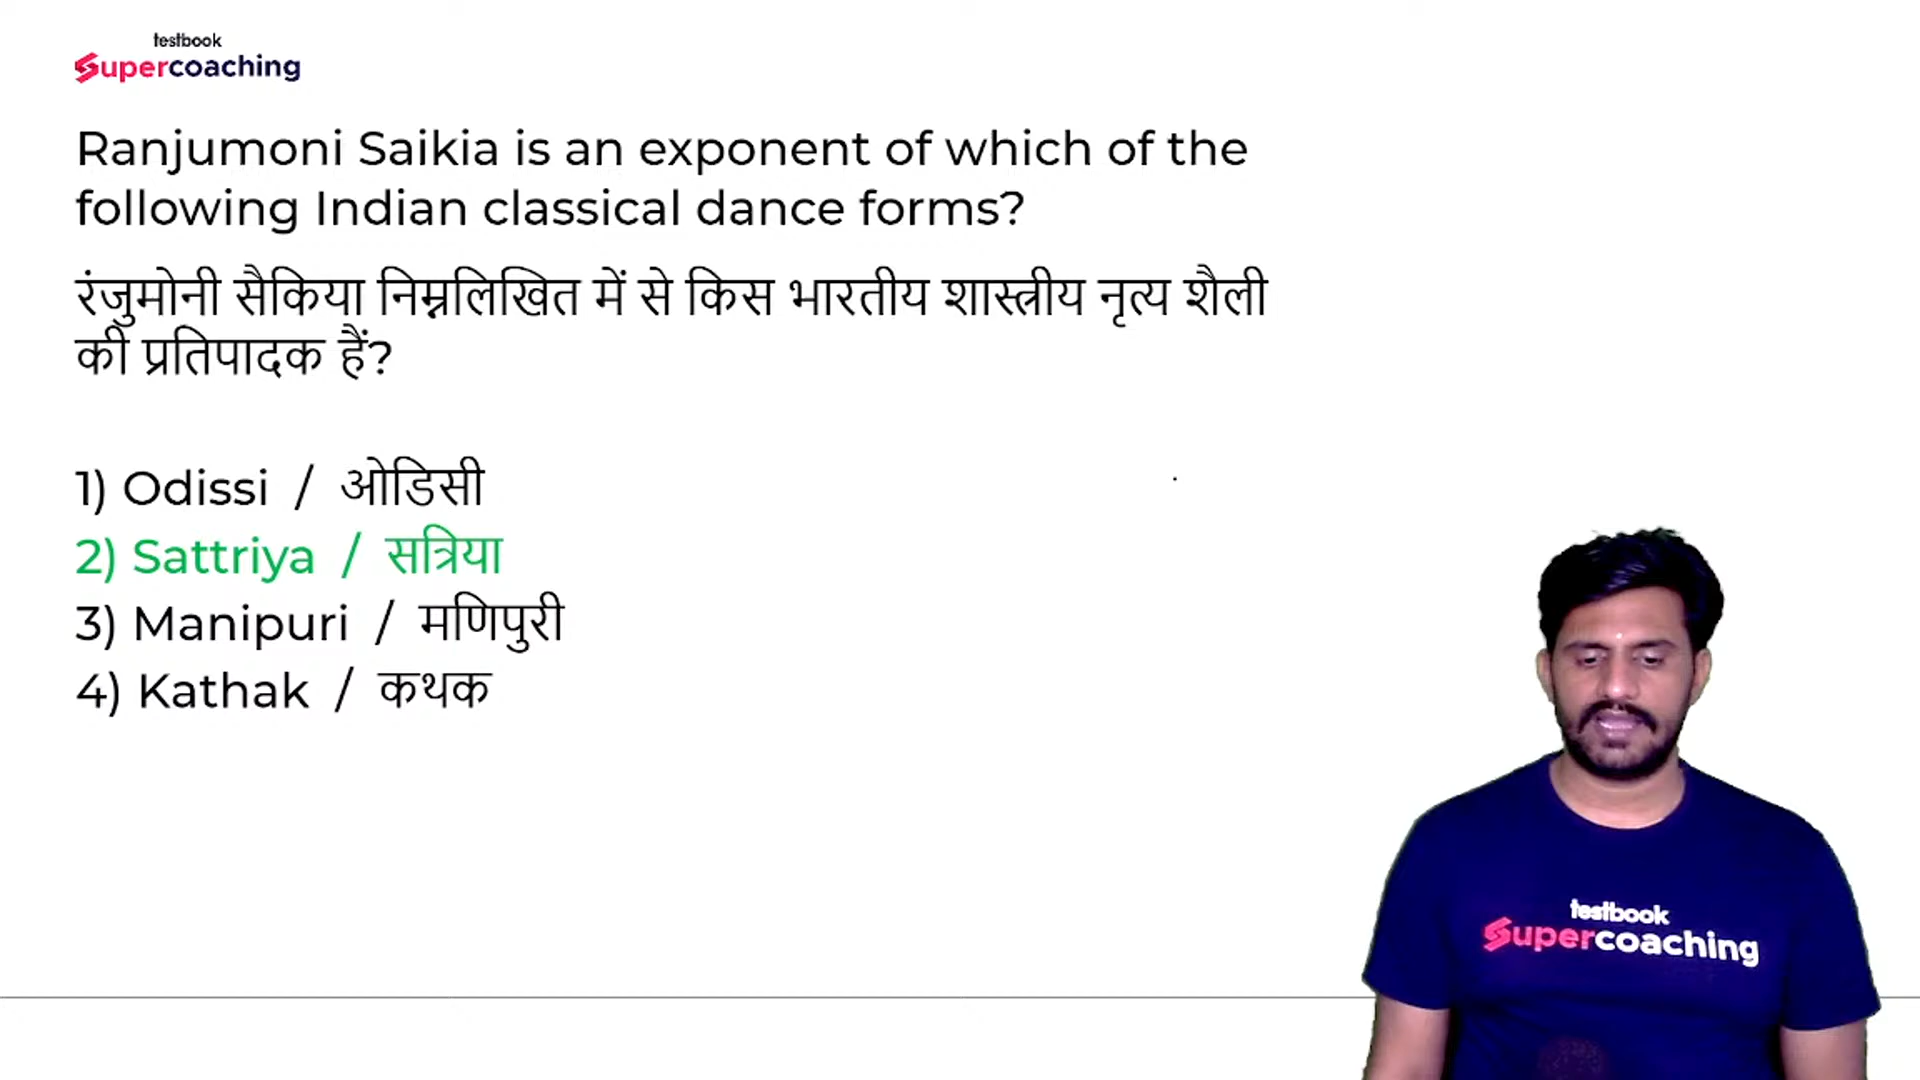 testbook
Supercoaching
Ranjumoni Saikia is an exponent of which of the
following Indian classical dance forms?
रंजुमोनी सैकिया निम्नलिखित में से किस भारतीय शास्त्रीय नृत्य शैली
की प्रतिपादक हैं?
1) Odissi / ओडिसी
2) Sattriya / सत्रिया
3) Manipuri / मणिपुरी
4) Kathak / कथक
testbook
Supercoaching